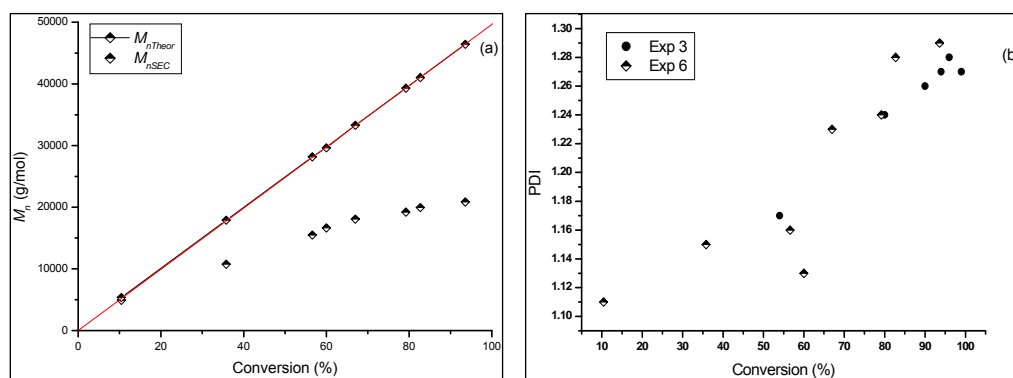 50000
40000
30000
20000
10000
0
M_n (g/mol)
M_nTheor
M_nSEC
(a)
0 20 40 60 80 100
Conversion (%)
1.30
1.28
1.26
1.24
1.22
1.20
1.18
1.16
1.14
1.12
1.10
PDI
Exp 3
Exp 6
(b)
10 20 30 40 50 60 70 80 90 100
Conversion (%)